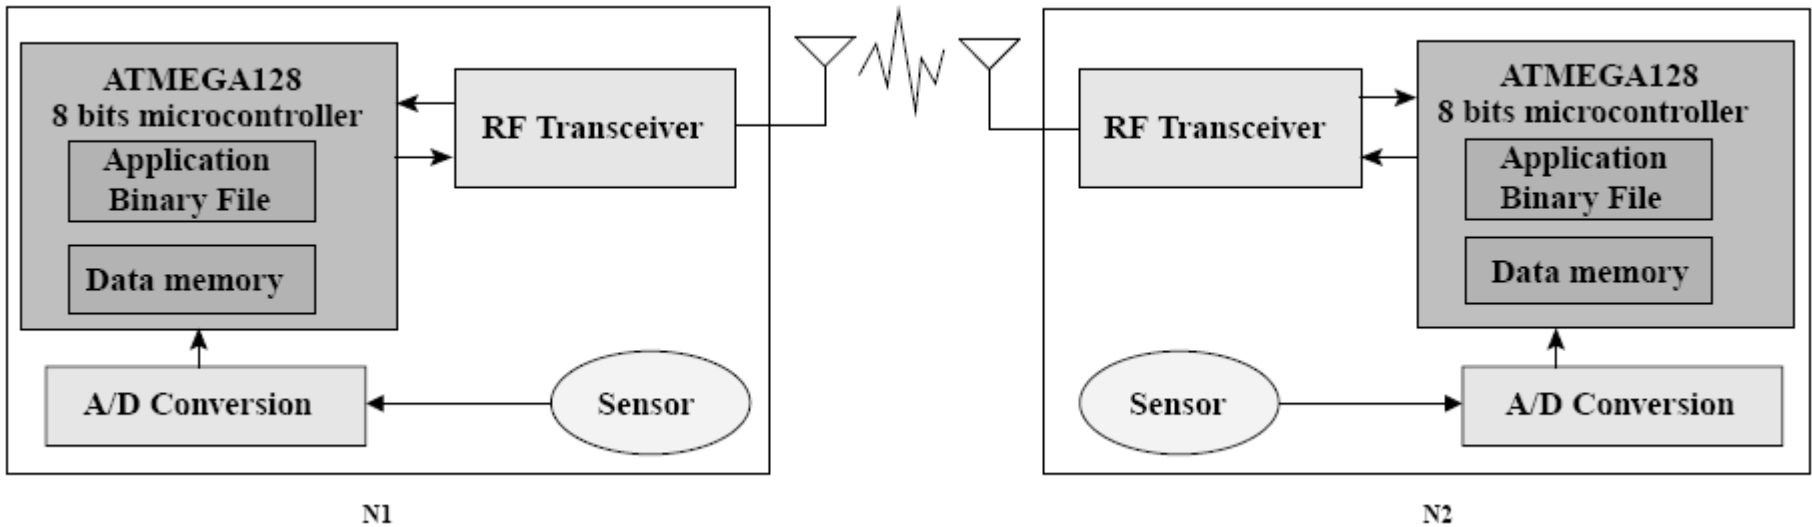 ATMEGA128
8 bits microcontroller
Application
Binary File
Data memory
RF Transceiver
A/D Conversion
Sensor
N1
RF Transceiver
ATMEGA128
8 bits microcontroller
Application
Binary File
Data memory
Sensor
A/D Conversion
N2